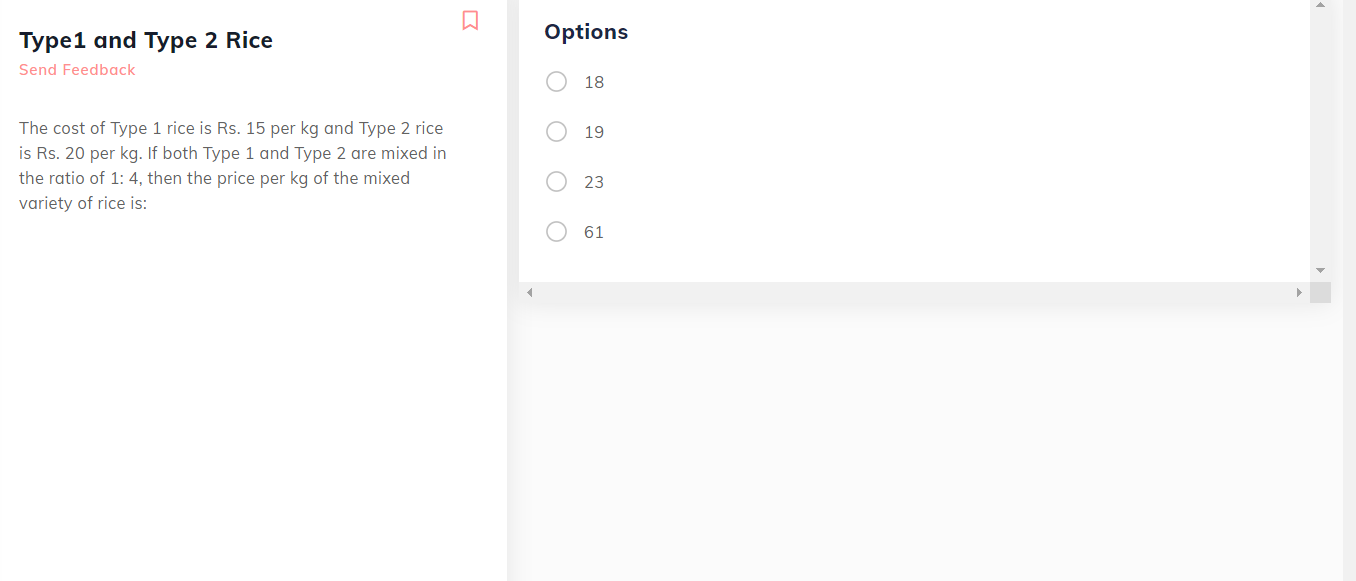 Type1 and Type 2 Rice
Send Feedback
The cost of Type 1 rice is Rs. 15 per kg and Type 2 rice
is Rs. 20 per kg. If both Type 1 and Type 2 are mixed in
the ratio of 1: 4, then the price per kg of the mixed
variety of rice is:
Options
18
19
23
61